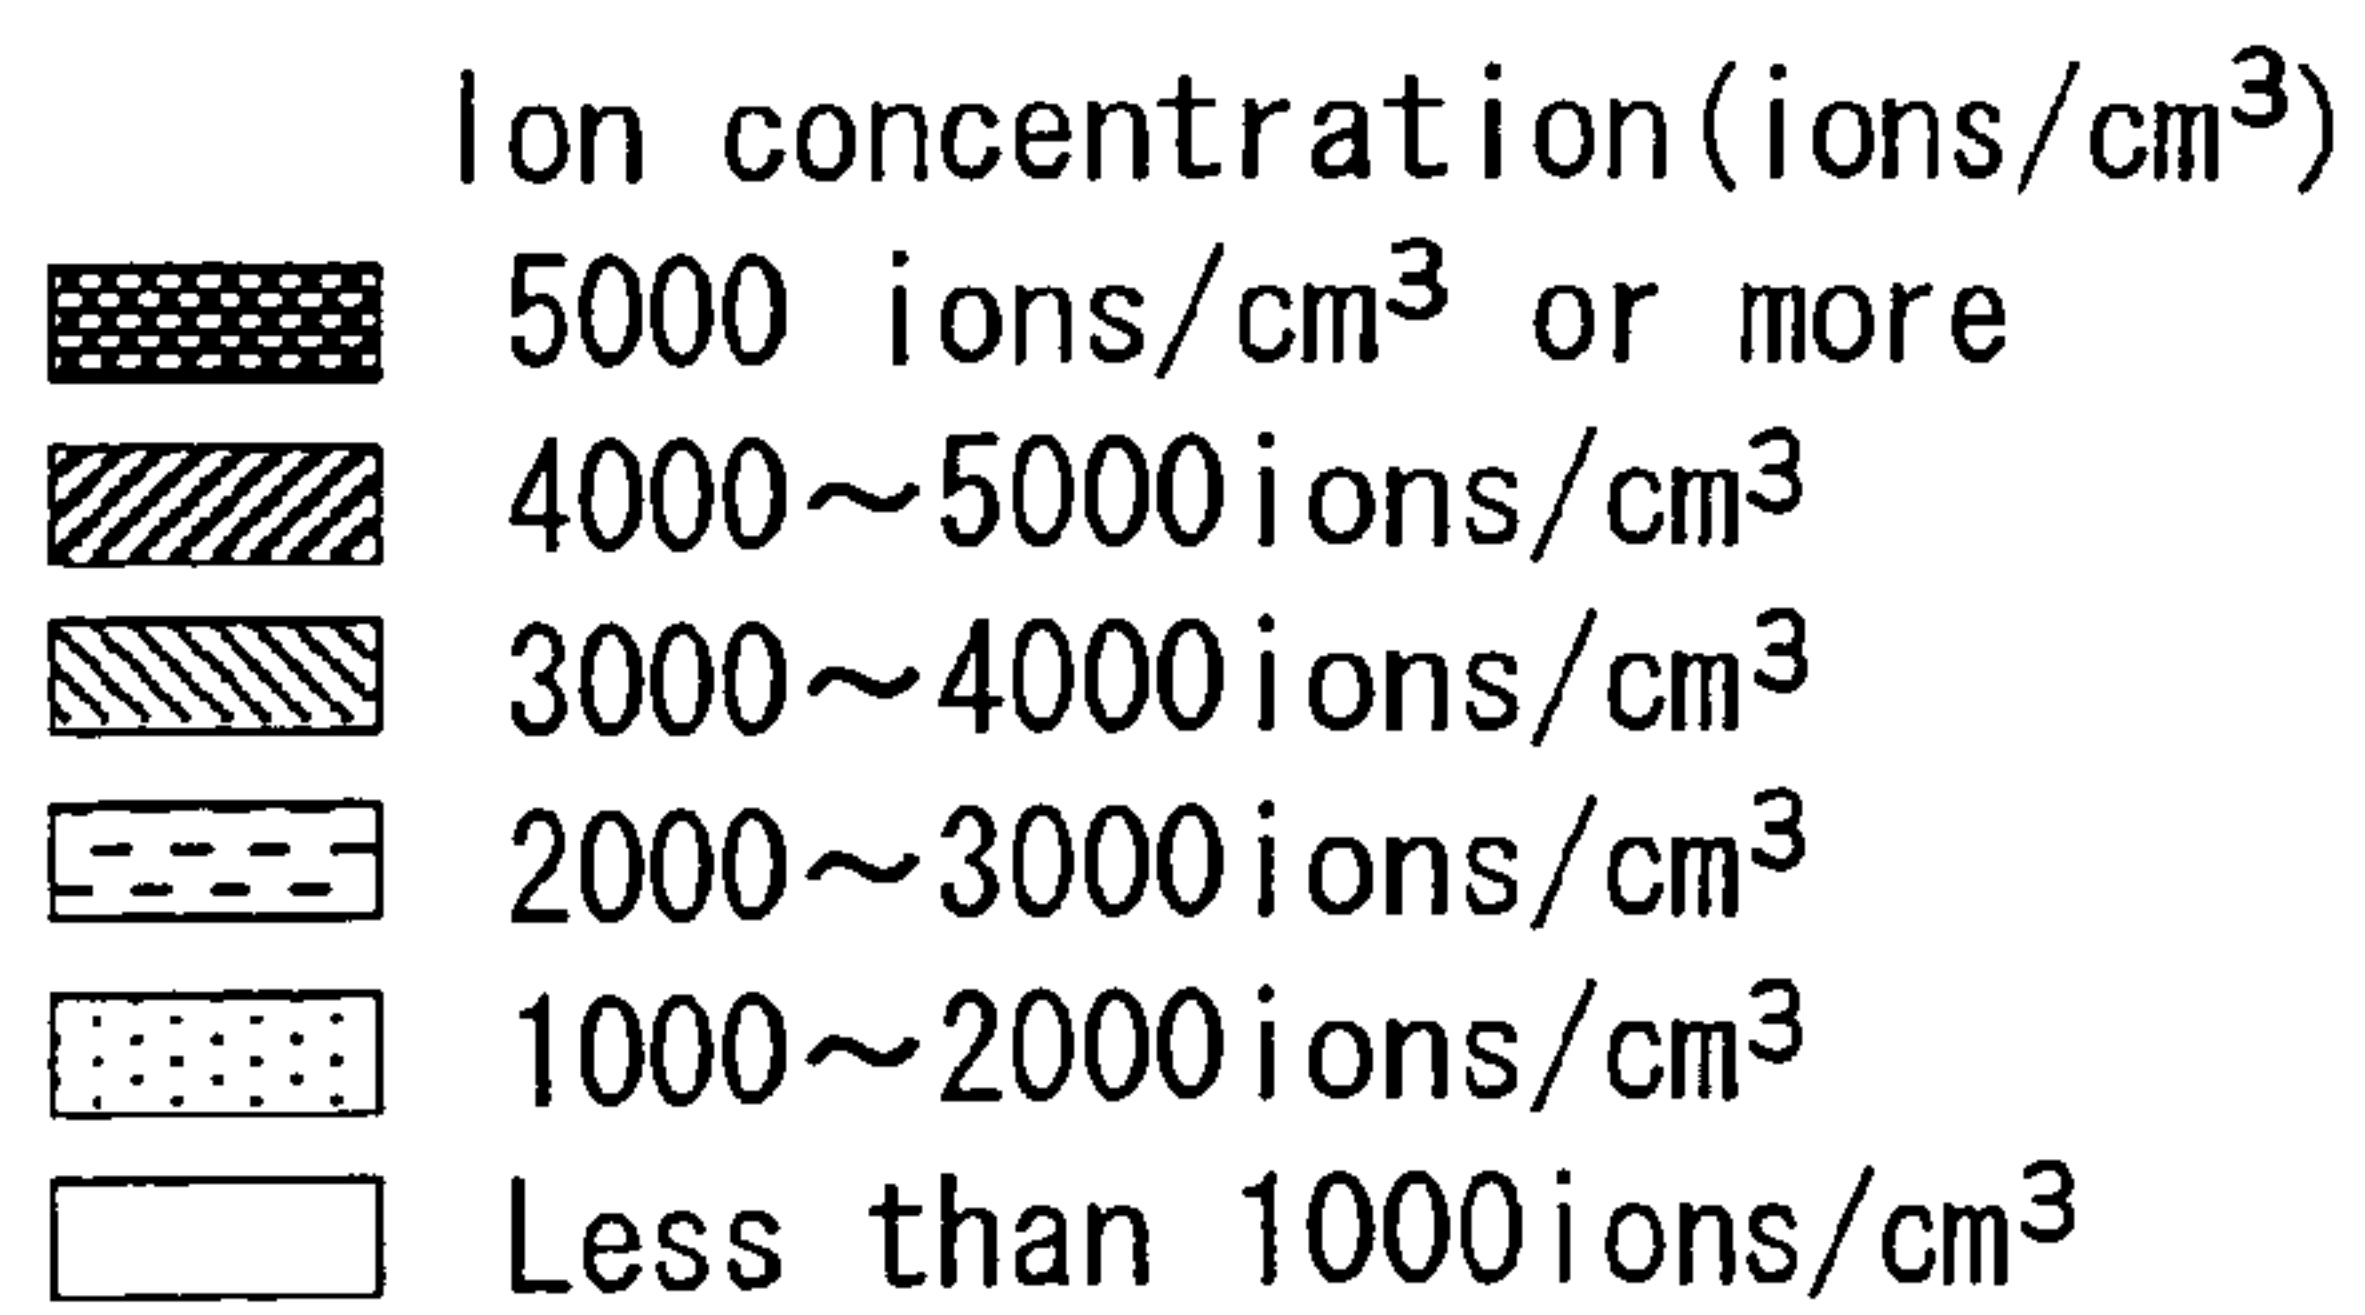 Ion concentration(ions/cm³)
5000 ions/cm³ or more
4000～5000ions/cm³
3000～4000ions/cm³
2000～3000ions/cm³
1000～2000ions/cm³
Less than 1000ions/cm³